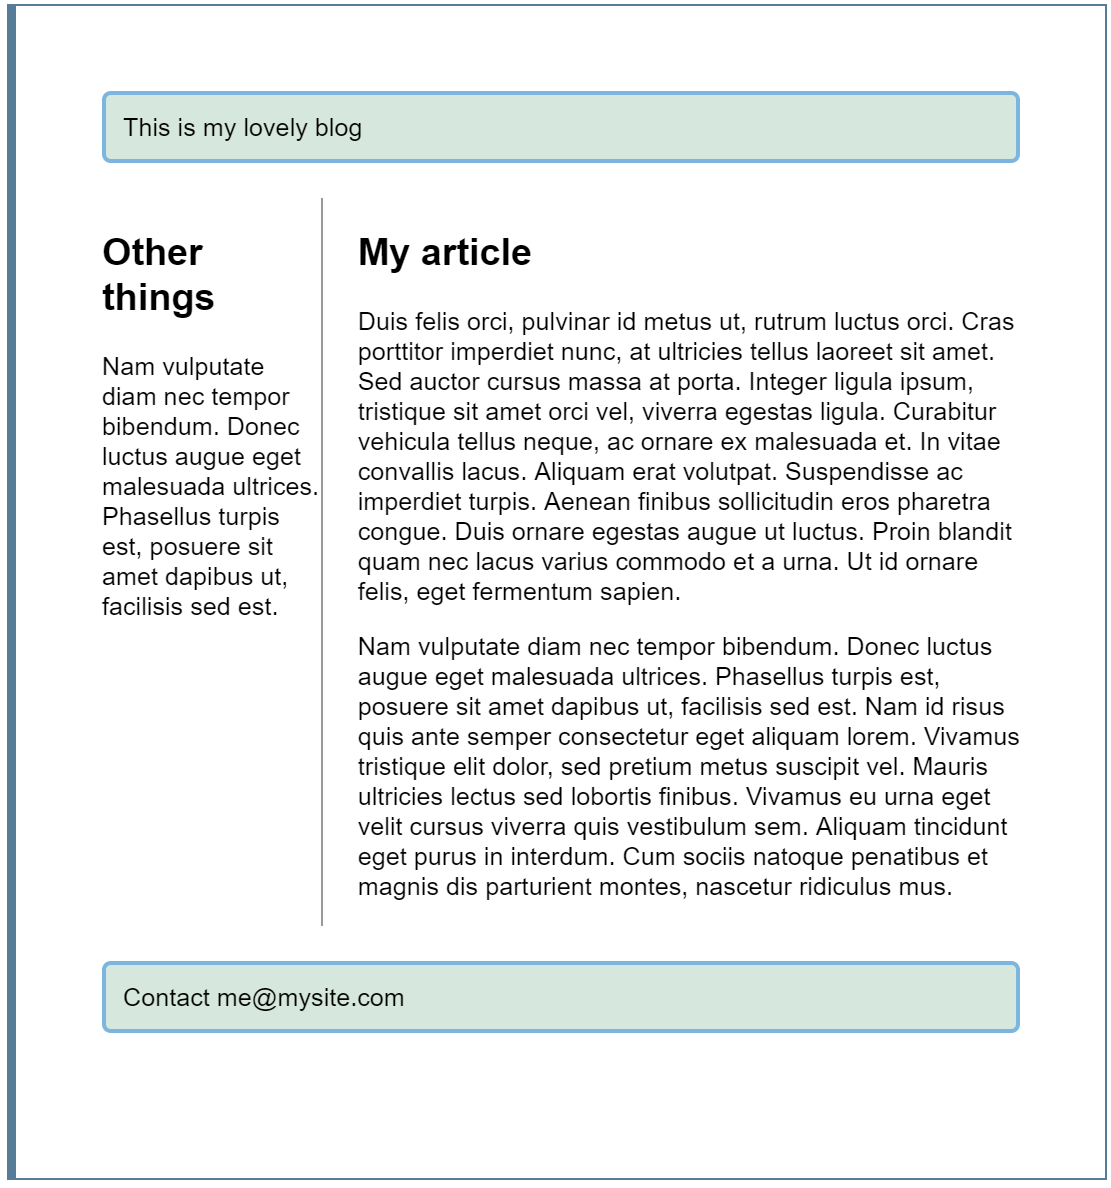 This is my lovely blog
Other
things
Nam vulputate
diam nec tempor
bibendum. Donec
luctus augue eget
malesuada ultrices.
Phasellus turpis
est, posuere sit
amet dapibus ut,
facilisis sed est.
My article
Duis felis orci, pulvinar id metus ut, rutrum luctus orci. Cras
porttitor imperdiet nunc, at ultricies tellus laoreet sit amet.
Sed auctor cursus massa at porta. Integer ligula ipsum,
tristique sit amet orci vel, viverra egestas ligula. Curabitur
vehicula tellus neque, ac ornare ex malesuada et. In vitae
convallis lacus. Aliquam erat volutpat. Suspendisse ac
imperdiet turpis. Aenean finibus sollicitudin eros pharetra
congue. Duis ornare egestas augue ut luctus. Proin blandit
quam nec lacus varius commodo et a urna. Ut id ornare
felis, eget fermentum sapien.
Nam vulputate diam nec tempor bibendum. Donec luctus
augue eget malesuada ultrices. Phasellus turpis est,
posuere sit amet dapibus ut, facilisis sed est. Nam id risus
quis ante semper consectetur eget aliquam lorem. Vivamus
tristique elit dolor, sed pretium metus suscipit vel. Mauris
ultricies lectus sed lobortis finibus. Vivamus eu urna eget
velit cursus viverra quis vestibulum sem. Aliquam tincidunt
eget purus in interdum. Cum sociis natoque penatibus et
magnis dis parturient montes, nascetur ridiculus mus.
Contact me@mysite.com